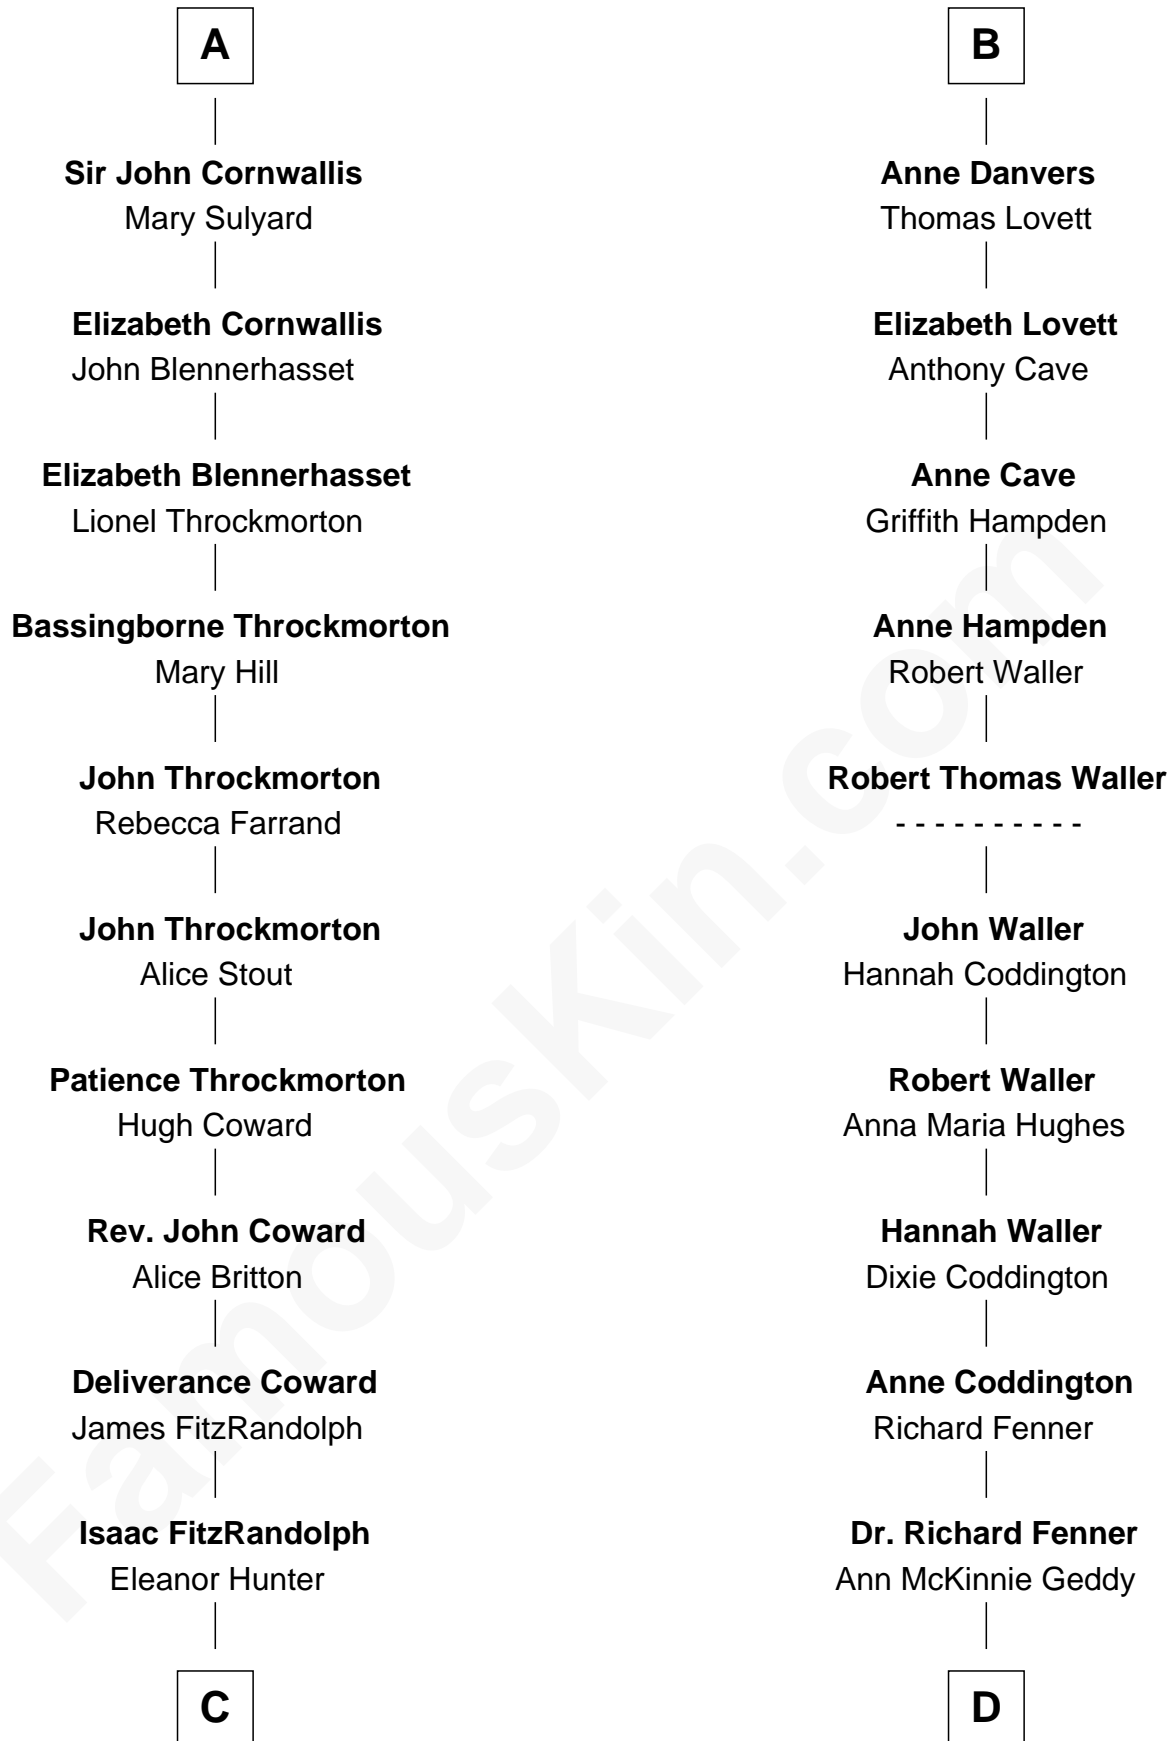 A
Sir John Cornwallis
Mary Sulyard
Elizabeth Cornwallis
John Blennerhasset
Elizabeth Blennerhasset
Lionel Throckmorton
Bassingborne Throckmorton
Mary Hill
John Throckmorton
Rebecca Farrand
John Throckmorton
Alice Stout
Patience Throckmorton
Hugh Coward
Rev. John Coward
Alice Britton
Deliverance Coward
James FitzRandolph
Isaac FitzRandolph
Eleanor Hunter
C
B
Anne Danvers
Thomas Lovett
Elizabeth Lovett
Anthony Cave
Anne Cave
Griffith Hampden
Anne Hampden
Robert Waller
Robert Thomas Waller
- - - - - - - - - -
John Waller
Hannah Coddington
Robert Waller
Anna Maria Hughes
Hannah Waller
Dixie Coddington
Anne Coddington
Richard Fenner
Dr. Richard Fenner
Ann McKinnie Geddy
D
FamousKin.com